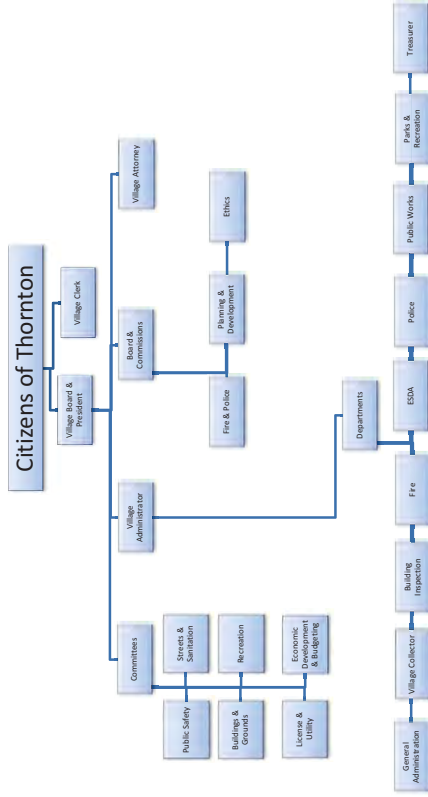 Citizens of Thornton
Village Board &
President
Village Clerk
Committees
Village
Administrator
Board &
Commissions
Village Attorney
Public Safety
Streets &
Sanitation
Buildings &
Grounds
Recreation
License &
Utility
Economic
Development
& Budgeting
Fire & Police
Planning &
Development
Ethics
Departments
General
Administration
Village Collector
Building
Inspection
Fire
ESDA
Police
Public Works
Parks &
Recreation
Treasurer